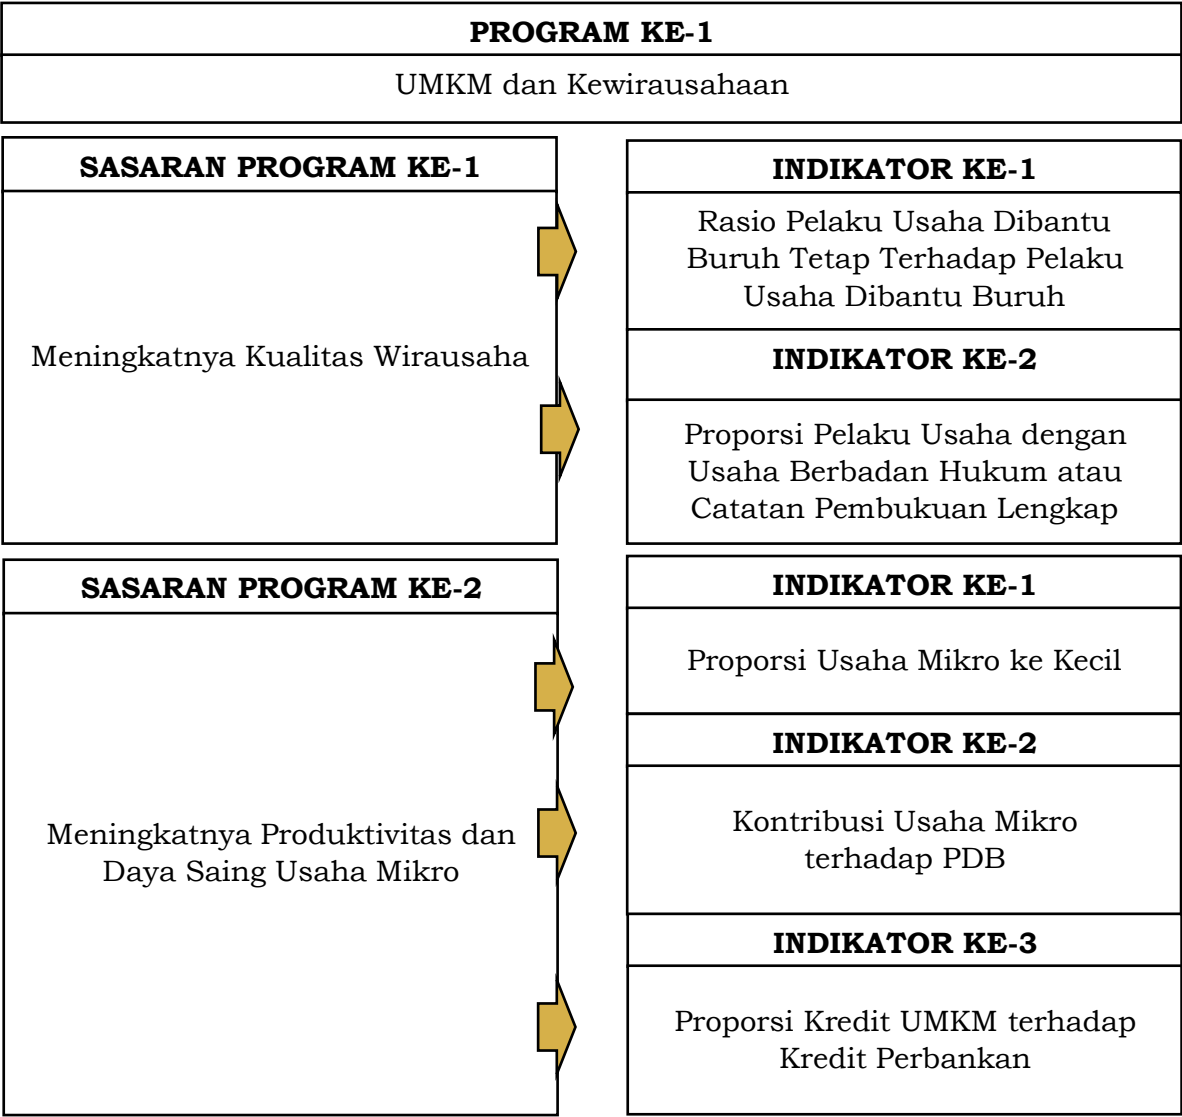 PROGRAM KE-1
UMKM dan Kewirausahaan
SASARAN PROGRAM KE-1
Meningkatnya Kualitas Wirausaha
INDIKATOR KE-1
Rasio Pelaku Usaha Dibantu
Buruh Tetap Terhadap Pelaku
Usaha Dibantu Buruh
INDIKATOR KE-2
Proporsi Pelaku Usaha dengan
Usaha Berbadan Hukum atau
Catatan Pembukuan Lengkap
SASARAN PROGRAM KE-2
Meningkatnya Produktivitas dan
Daya Saing Usaha Mikro
INDIKATOR KE-1
Proporsi Usaha Mikro ke Kecil
INDIKATOR KE-2
Kontribusi Usaha Mikro
terhadap PDB
INDIKATOR KE-3
Proporsi Kredit UMKM terhadap
Kredit Perbankan